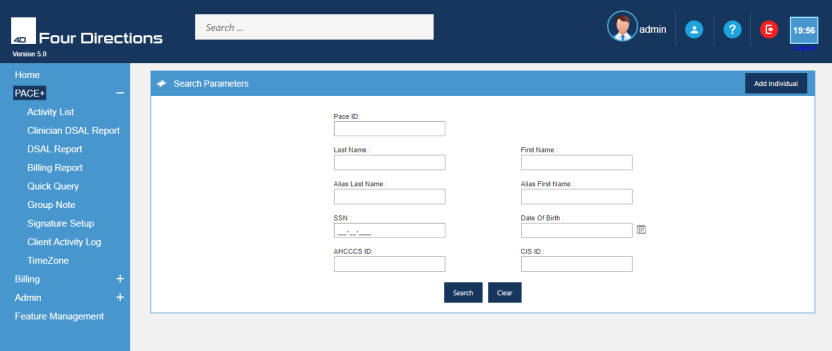 Search ...
admin
?
19:56
4D Four Directions
Version 5.0
Home
PACE+
Activity List
Clinician DSAL Report
DSAL Report
Billing Report
Quick Query
Group Note
Signature Setup
Client Activity Log
TimeZone
Billing
Admin
Feature Management
Search Parameters
Add Individual
Pace ID:
Last Name :
First Name :
Alias Last Name :
Alias First Name :
SSN :
Date Of Birth :
___-__-____
AHCCCS ID:
CIS ID :
Search
Clear